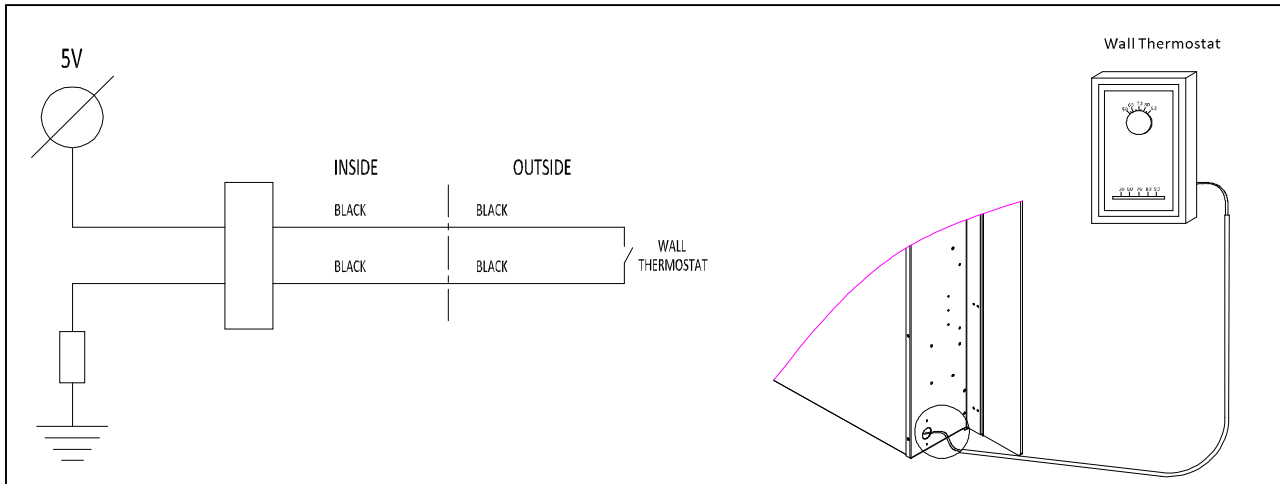 5V
INSIDE
OUTSIDE
BLACK
BLACK
BLACK
BLACK
WALL
THERMOSTAT
Wall Thermostat